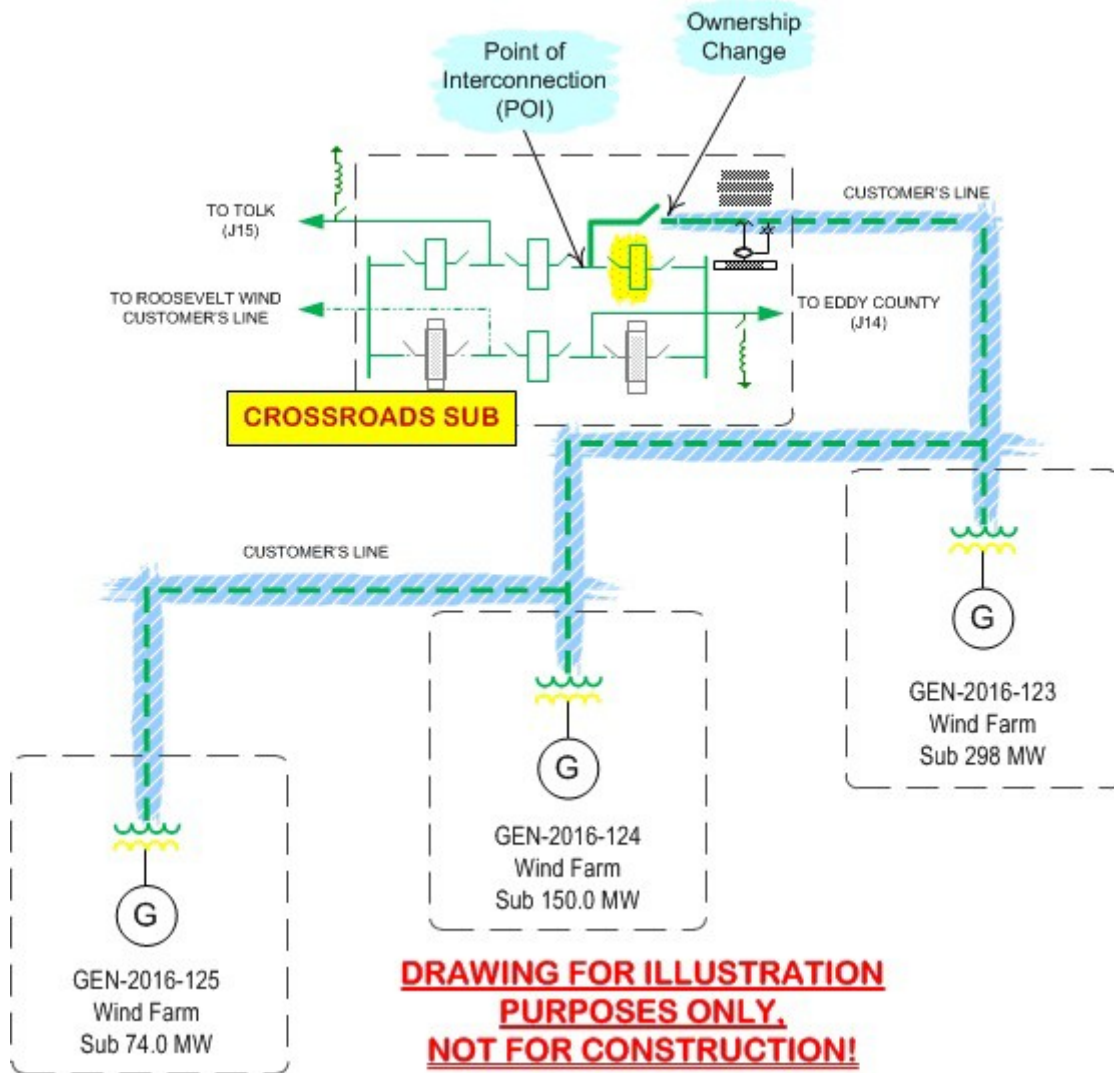 Ownership
Change
Point of
Interconnection
(POI)
TO TOLK
(J15)
CUSTOMER'S LINE
TO ROOSEVELT WIND
CUSTOMER'S LINE
TO EDDY COUNTY
(J14)
CROSSROADS SUB
CUSTOMER'S LINE
G
GEN-2016-123
Wind Farm
Sub 298 MW
G
GEN-2016-124
Wind Farm
Sub 150.0 MW
G
GEN-2016-125
Wind Farm
Sub 74.0 MW
DRAWING FOR ILLUSTRATION
PURPOSES ONLY,
NOT FOR CONSTRUCTION!